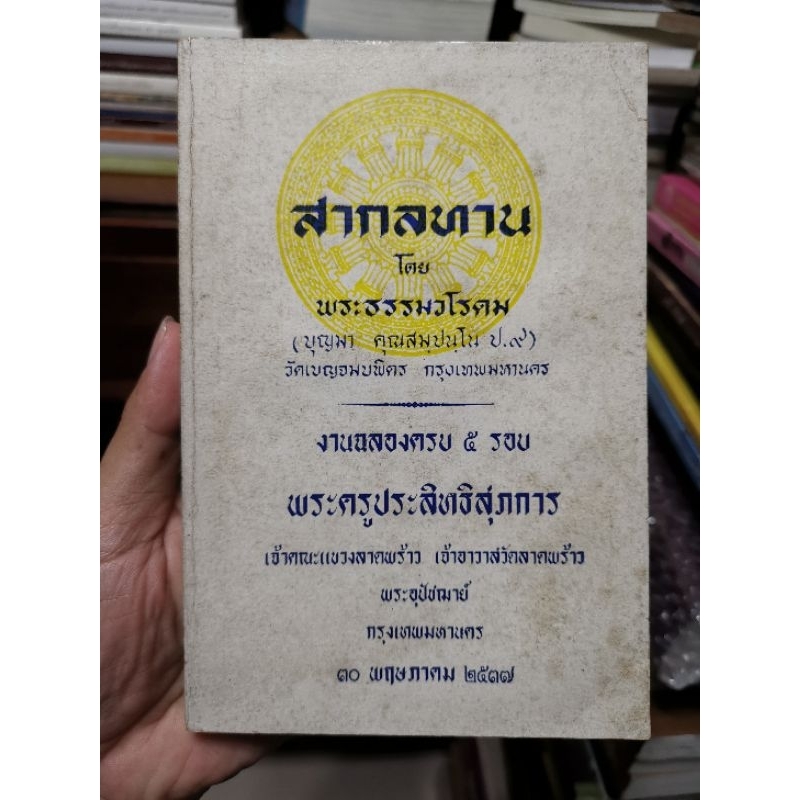 สากลทาน
โดย
พระธรรมวโรดม
(บุญมา คุณสมฺปนฺโน ป.๙)
วัดเบญจมบพิตร กรุงเทพมหานคร
งานฉลองครบ ๕ รอบ
พระครูประสิทธิสุภการ
เจ้าคณะแขวงลาดพร้าว เจ้าอาวาสวัดลาดพร้าว
พระอุปัชฌาย์
กรุงเทพมหานคร
๓๐ พฤษภาคม ๒๕๓๗